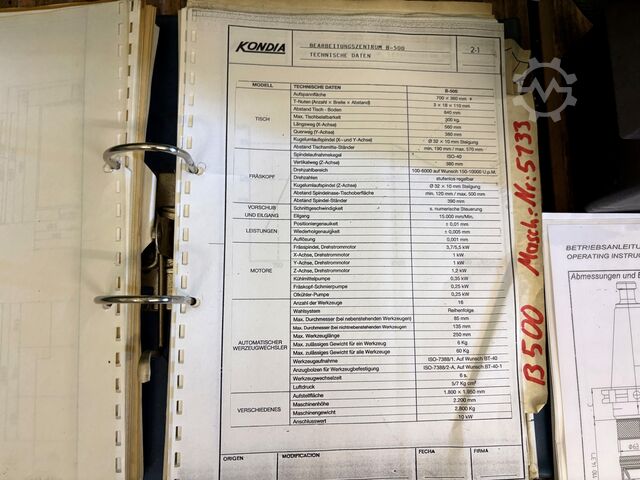 KONDIA
BEARBEITUNGSZENTRUM B-500
TECHNISCHE DATEN
2-1
MODELL TECHNISCHE DATEN B-500
TISCH
Aufspannfläche 700 × 360 mm
T-Nuten (Anzahl × Breite × Abstand) 3 × 18 × 110 mm
Abstand Tisch - Boden 840 mm
Max. Tischbelastbarkeit 300 kg.
Längsweg (X-Achse) 560 mm
Querweg (Y-Achse) 380 mm
Kugelumlaufspindel (X- und Y-Achse) Ø 32 × 10 mm Steigung
Abstand Tischmitte-Ständer min. 190 mm / max. 570 mm
FRÄSKOPF
Spindelaufnahmekegel ISO-40
Vertikalweg (Z-Achse) 380 mm
Drehzahlbereich 100-6000 auf Wunsch 150-10000 U.p.M.
Drehzahlen stufenlos regelbar
Kugelumlaufspindel (Z-Achse) Ø 32 × 10 mm Steigung
Abstand Spindelnase-Tischoberfläche min. 120 mm / max. 500 mm
Abstand Spindel-Ständer 390 mm
VORSCHUB UND EILGANG
Schnittgeschwindigkeit s. numerische Steuerung
Eilgang 15.000 mm/Min.
LEISTUNGEN
Positioniergenauigkeit ± 0,01 mm
Wiederholgenauigkeit ± 0,005 mm
Auflösung 0,001 mm
MOTORE
Frässpindel, Drehstrommotor 3,7/5,5 kW
X-Achse, Drehstrommotor 1 kW
Y-Achse, Drehstrommotor 1 kW
Z-Achse, Drehstrommotor 1,2 kW
Kühlmittelpumpe 0,35 kW
Fräskopf-Schmierpumpe 0,25 kW
Ölkühler-Pumpe 0,25 kW
AUTOMATISCHER WERKZEUGWECHSLER
Anzahl der Werkzeuge 16
Wahlsystem Reihenfolge
Max. Durchmesser (bei nebenstehenden Werkzeugen) 85 mm
Max. Durchmesser (bei nichtnebenstehenden Werkzeugen) 135 mm
Max. Werkzeuglänge 250 mm
Max. zulässiges Gewicht für ein Werkzeug 6 Kg
Max. zulässiges Gewicht für alle Werkzeuge 60 Kg
Werkzeugaufnahme ISO-7388/1. Auf Wunsch BT-40
Anzugbolzen für Werkzeugbefestigung ISO-7388/2-A. Auf Wunsch BT-40-1
Werkzeugwechselzeit 6 s.
Luftdruck 5/7 Kg cm²
VERSCHIEDENES
Aufstellfläche 1.800 × 1.950 mm
Maschinenhöhe 2.200 mm
Maschinengewicht 2.800 Kg
Anschlusswert 10 kW
ORIGEN MODIFICACION FECHA FIRMA
B500 Masch.-Nr. 5133
BETRIEBSANLEITU
OPERATING INSTRUC
Abmessungen und E
Ø63